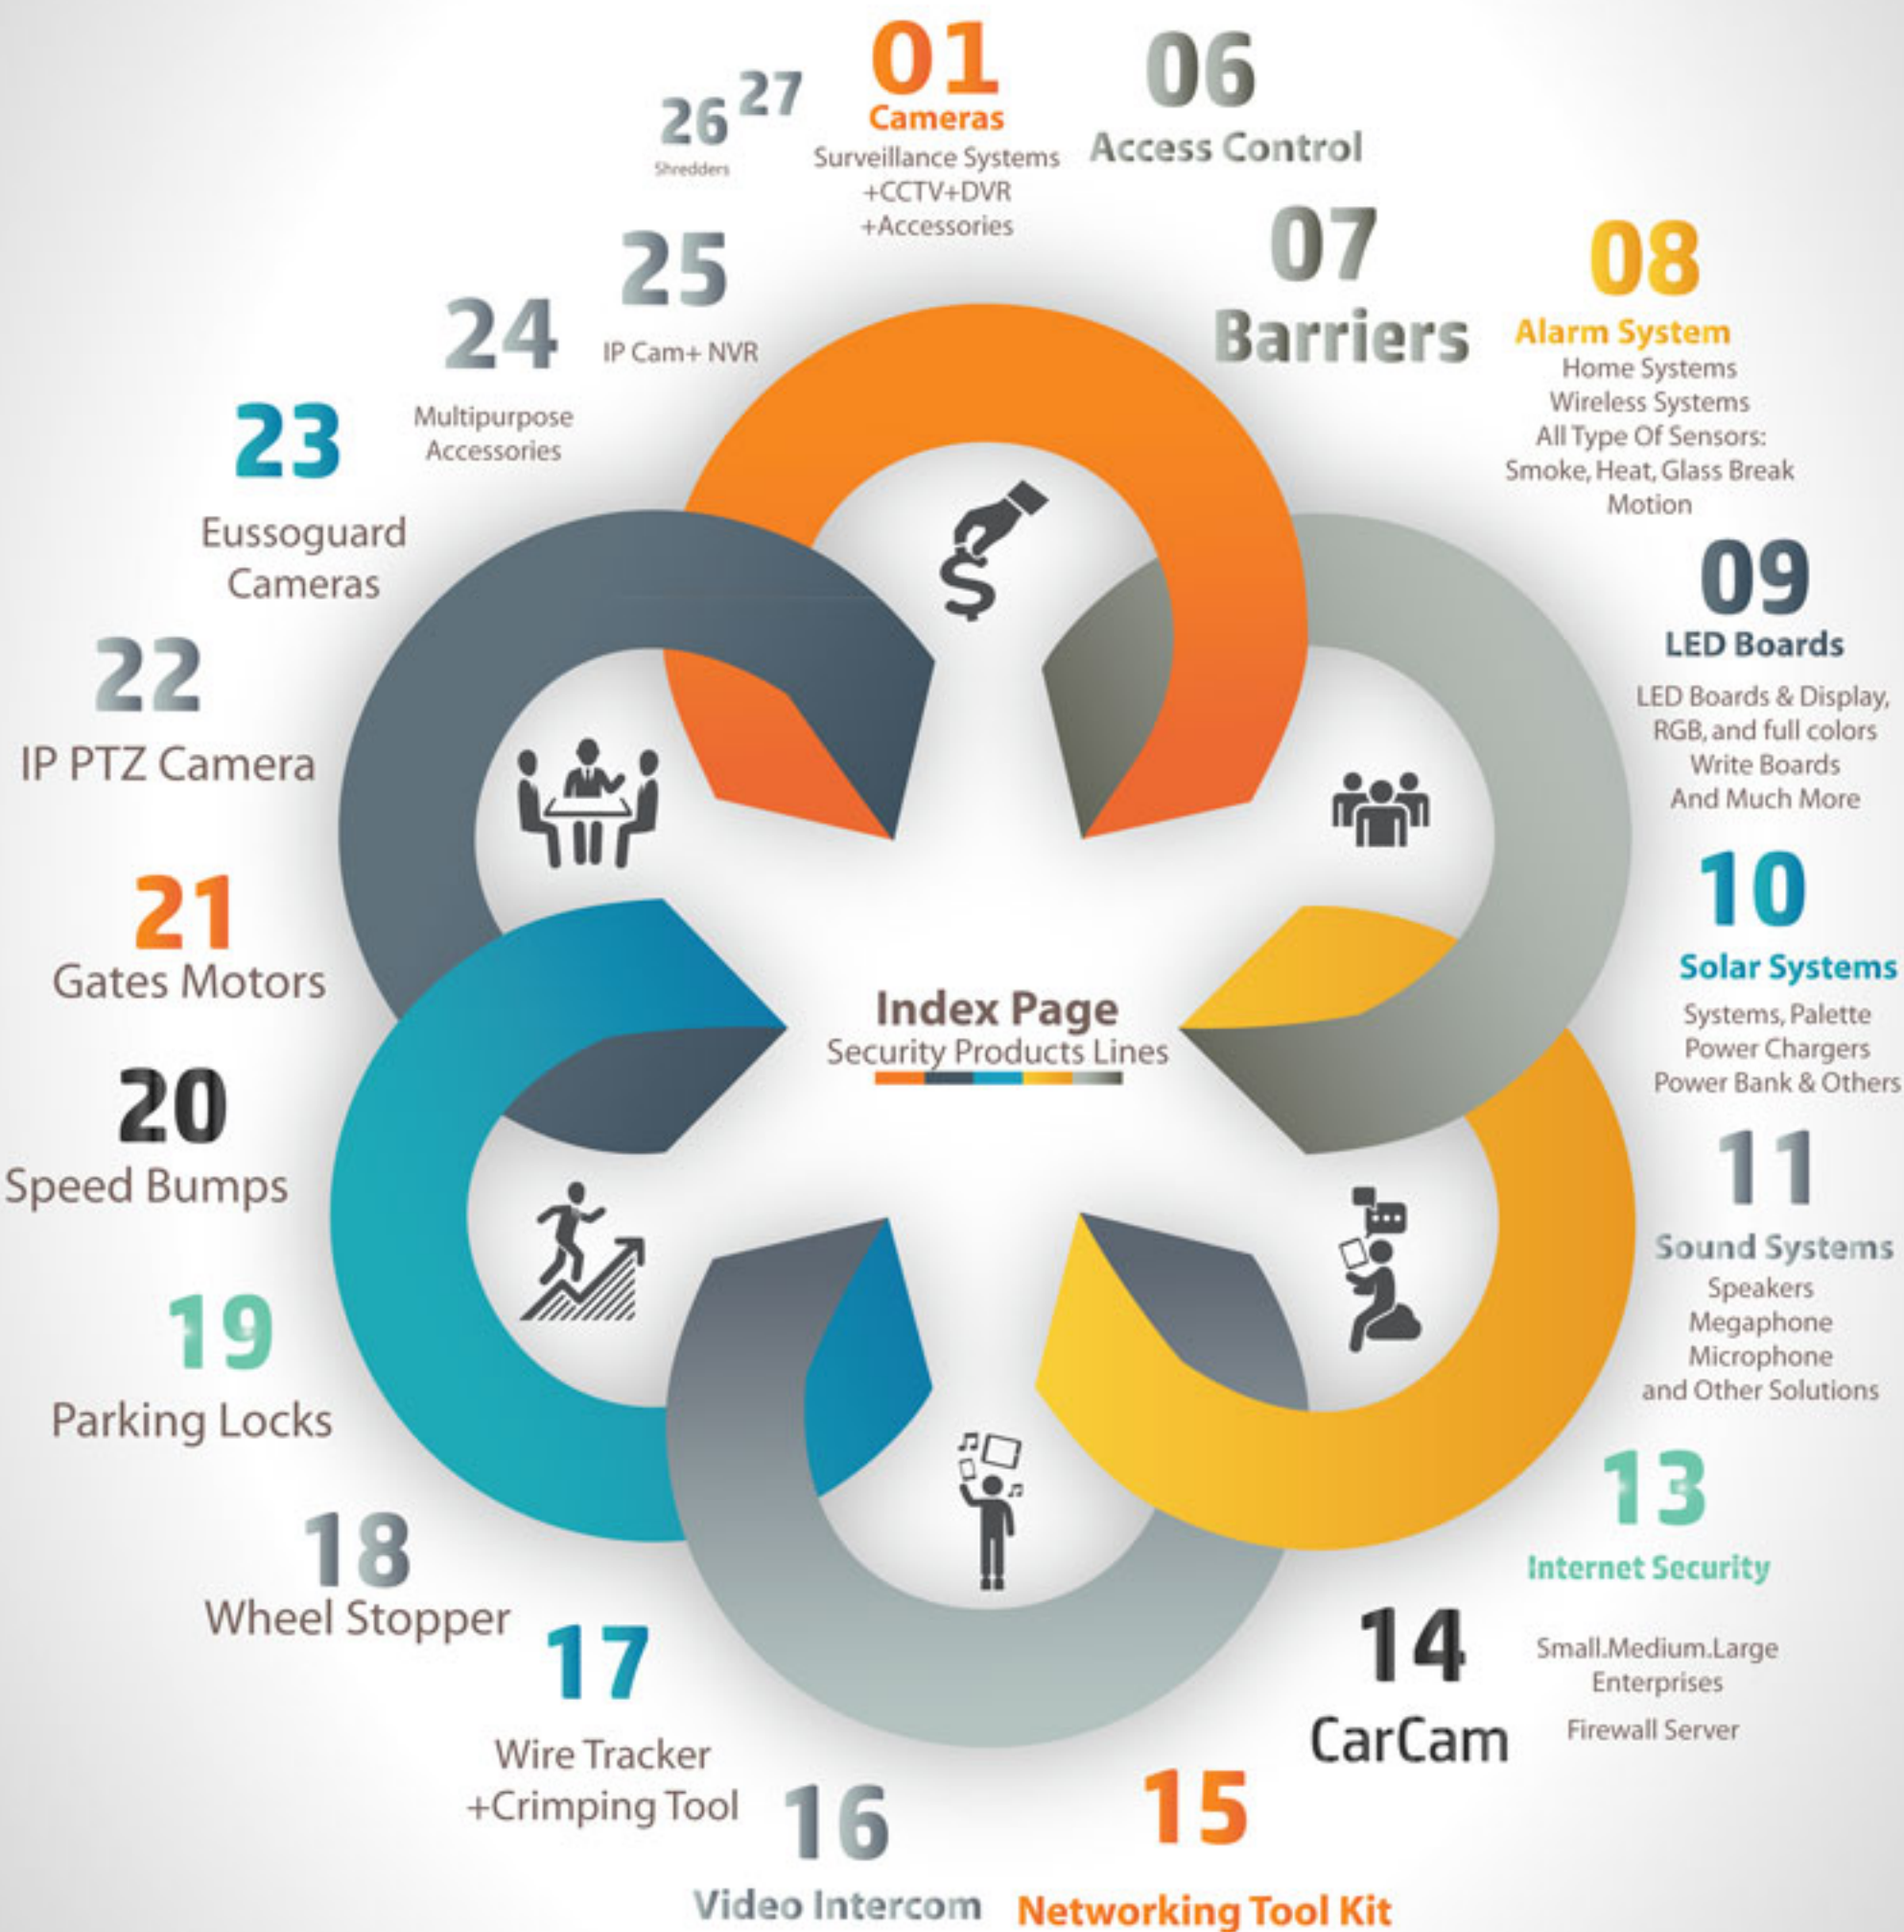 01
Cameras
Surveillance Systems
+CCTV+DVR
+Accessories
06
Access Control
07
Barriers
08
Alarm System
Home Systems
Wireless Systems
All Type Of Sensors:
Smoke, Heat, Glass Break
Motion
09
LED Boards
LED Boards & Display,
RGB, and full colors
Write Boards
And Much More
10
Solar Systems
Systems, Palette
Power Chargers
Power Bank & Others
11
Sound Systems
Speakers
Megaphone
Microphone
and Other Solutions
13
Internet Security
Small.Medium.Large
Enterprises
Firewall Server
14
CarCam
15
Networking Tool Kit
16
Video Intercom
17
Wire Tracker
+Crimping Tool
18
Wheel Stopper
19
Parking Locks
20
Speed Bumps
21
Gates Motors
22
IP PTZ Camera
23
Eussoguard
Cameras
24
Multipurpose
Accessories
25
IP Cam+ NVR
26
Shredders
27
$
Index Page
Security Products Lines